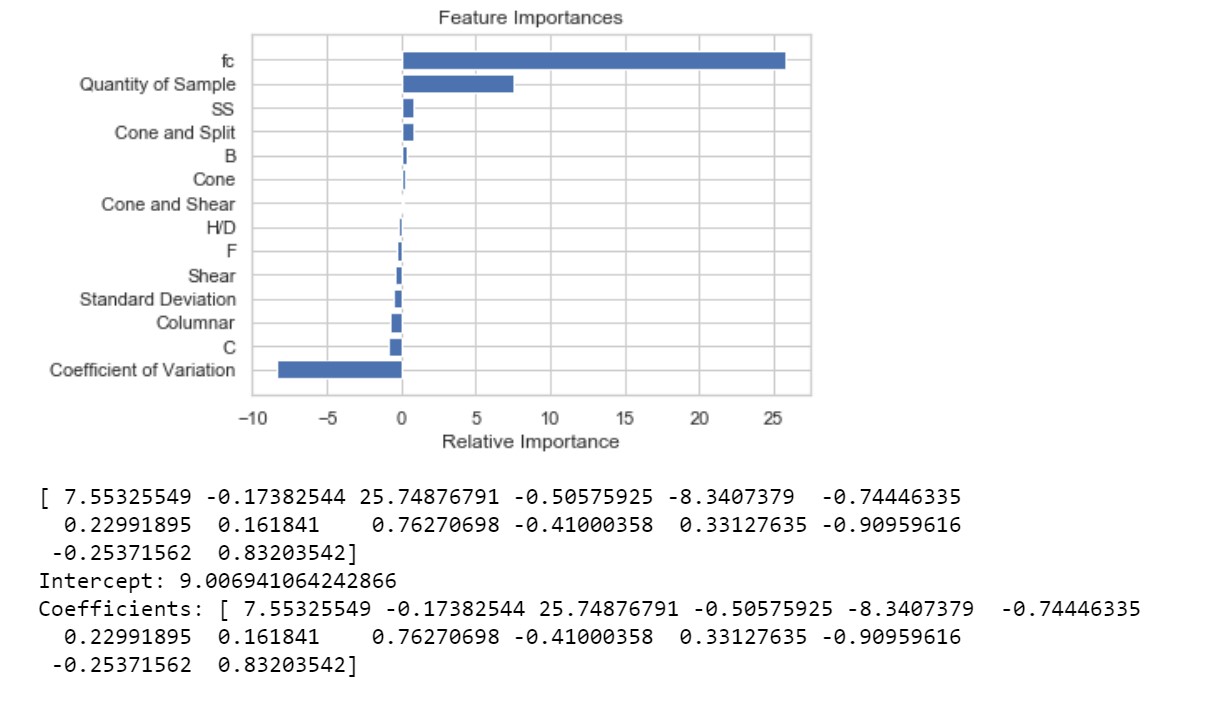 Feature Importances
fc
Quantity of Sample
SS
Cone and Split
B
Cone
Cone and Shear
H/D
F
Shear
Standard Deviation
Columnar
C
Coefficient of Variation
−10 −5 0 5 10 15 20 25
Relative Importance
[ 7.55325549 -0.17382544 25.74876791 -0.50575925 -8.3407379  -0.74446335
0.22991895  0.161841    0.76270698 -0.41000358  0.33127635 -0.90959616
-0.25371562  0.83203542]
Intercept: 9.006941064242866
Coefficients: [ 7.55325549 -0.17382544 25.74876791 -0.50575925 -8.3407379  -0.74446335
0.22991895  0.161841    0.76270698 -0.41000358  0.33127635 -0.90959616
-0.25371562  0.83203542]